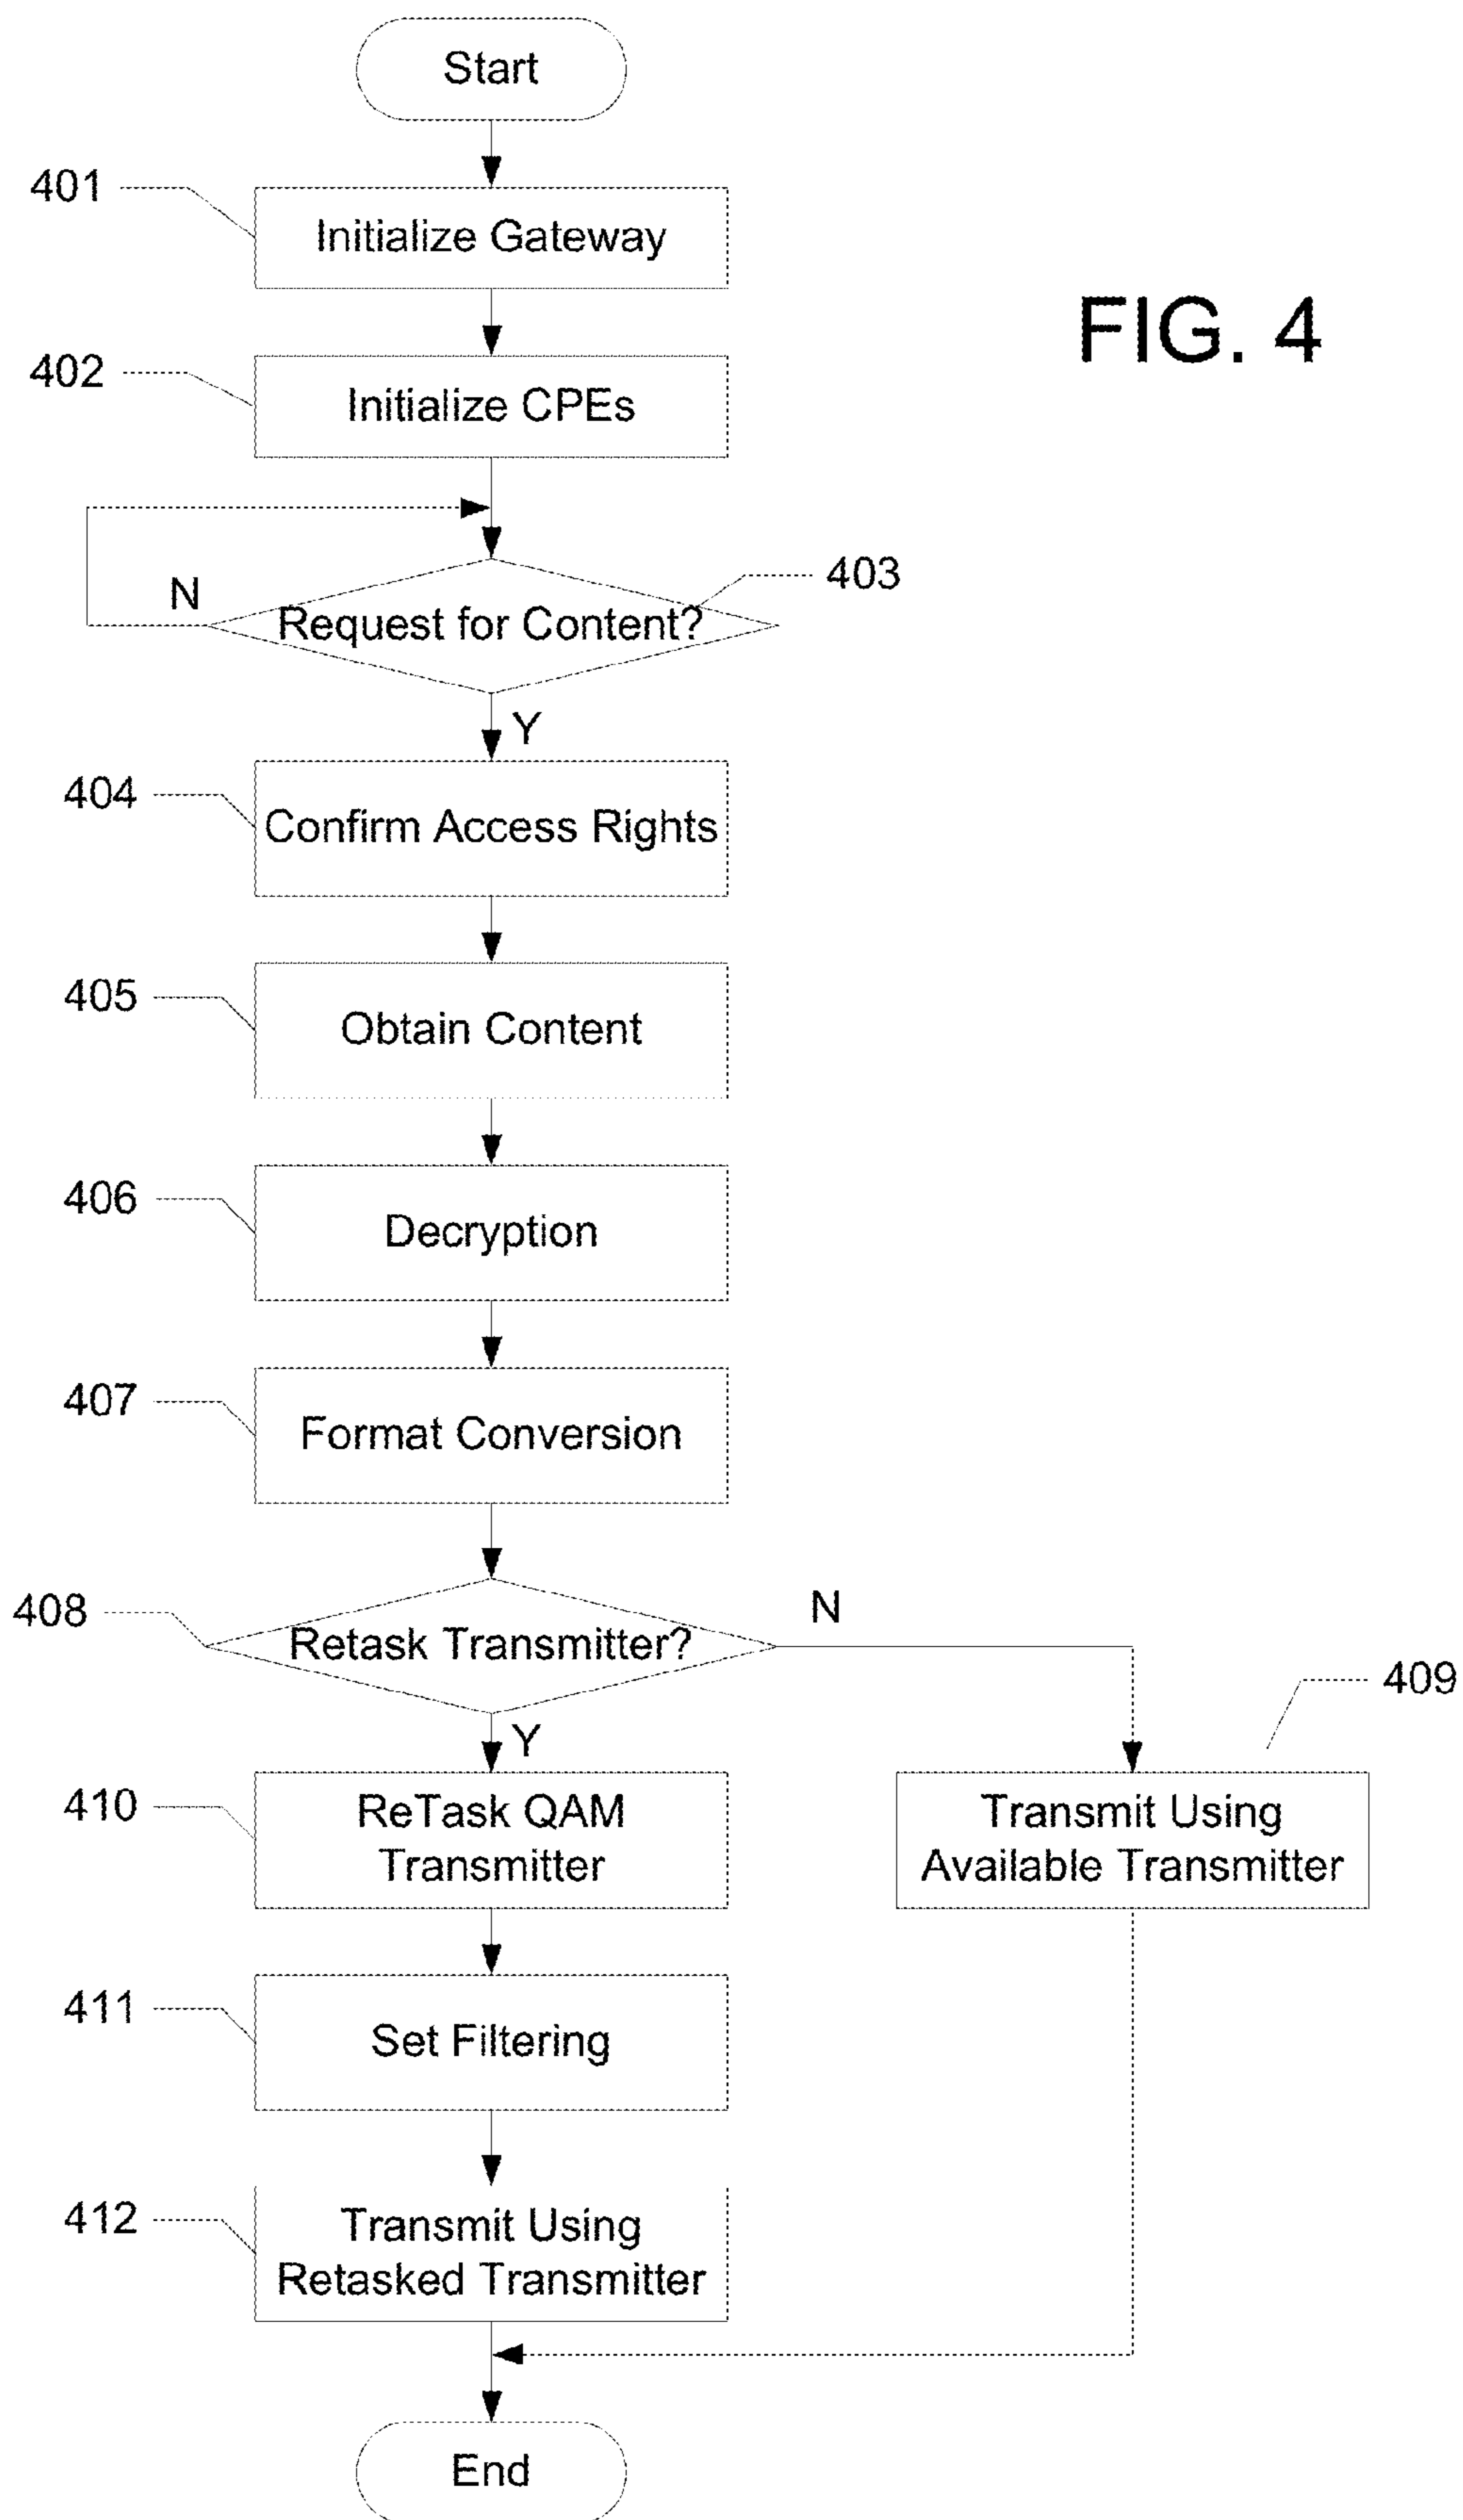 Start
401
Initialize Gateway
FIG. 4
402
Initialize CPEs
403
N
Request for Content?
Y
404
Confirm Access Rights
405
Obtain Content
406
Decryption
407
Format Conversion
408
N
Retask Transmitter?
409
Y
410
ReTask QAM
Transmitter
Transmit Using
Available Transmitter
411
Set Filtering
412
Transmit Using
Retasked Transmitter
End